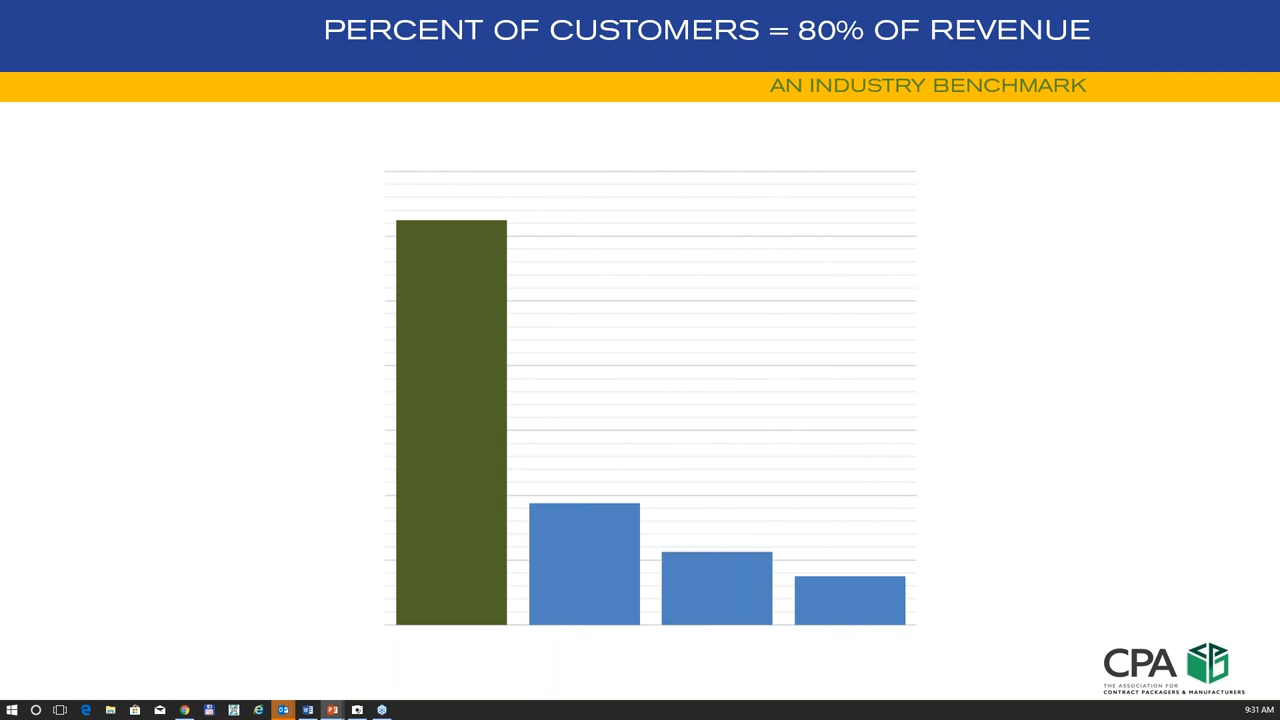 PERCENT OF CUSTOMERS = 80% OF REVENUE
AN INDUSTRY BENCHMARK
CPA
THE ASSOCIATION FOR
CONTRACT PACKAGERS & MANUFACTURERS
9:31 AM